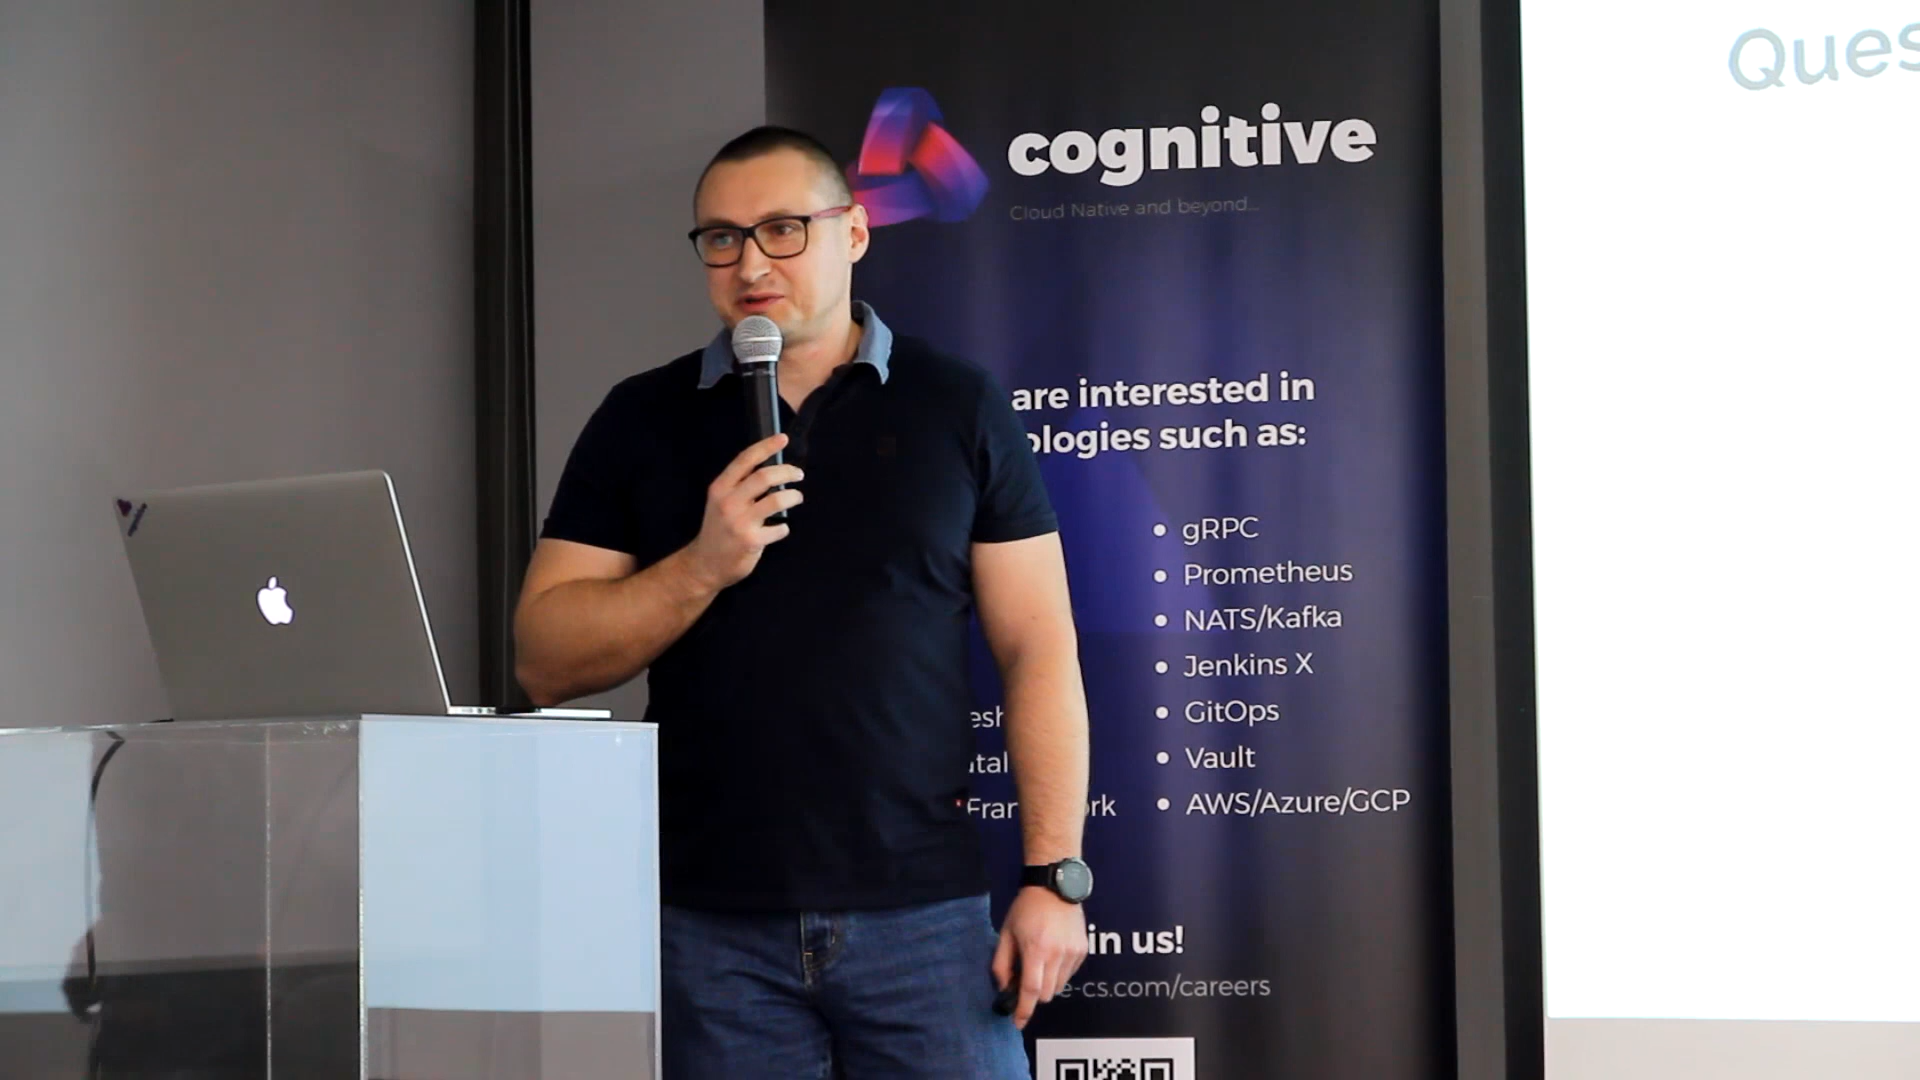 Ques
cognitive
Cloud Native and beyond...
are interested in
ologies such as:
gRPC
Prometheus
NATS/Kafka
Jenkins X
GitOps
Vault
AWS/Azure/GCP
in us!
e-cs.com/careers